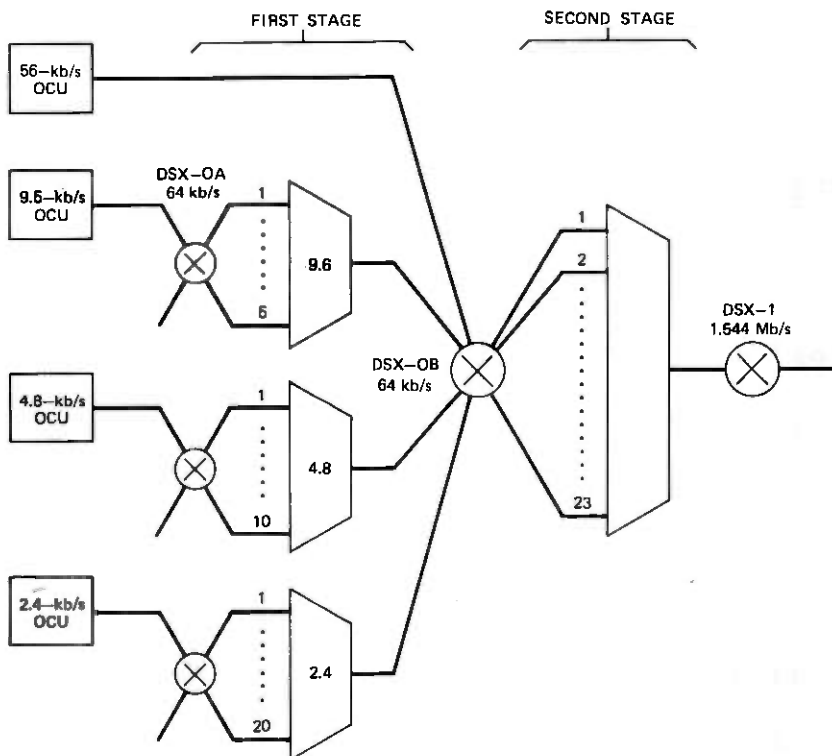 FIRST STAGE
SECOND STAGE
56–kb/s
OCU
9.6–kb/s
OCU
DSX–OA
64 kb/s
1
5
9.6
4.8–kb/s
OCU
1
10
4.8
2.4–kb/s
OCU
1
20
2.4
DSX–OB
64 kb/s
1
2
23
DSX–1
1.544 Mb/s